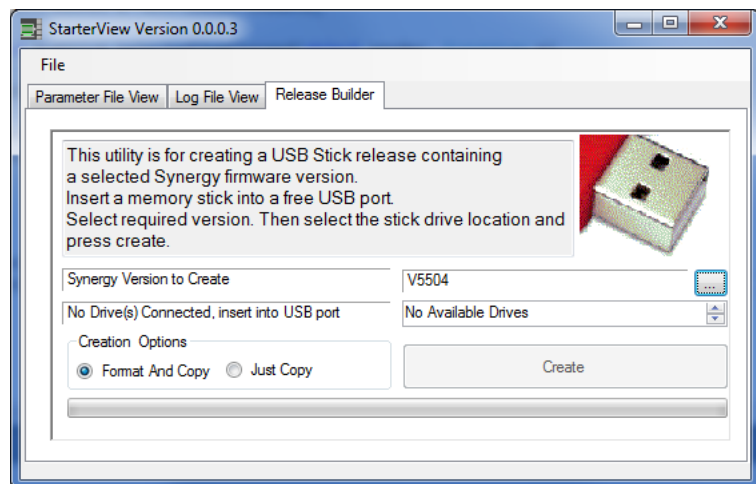 StarterView Version 0.0.0.3
File
Parameter File View
Log File View
Release Builder
This utility is for creating a USB Stick release containing
a selected Synergy firmware version.
Insert a memory stick into a free USB port.
Select required version. Then select the stick drive location and
press create.
Synergy Version to Create
V5504
...
No Drive(s) Connected, insert into USB port
No Available Drives
Creation Options
Format And Copy
Just Copy
Create